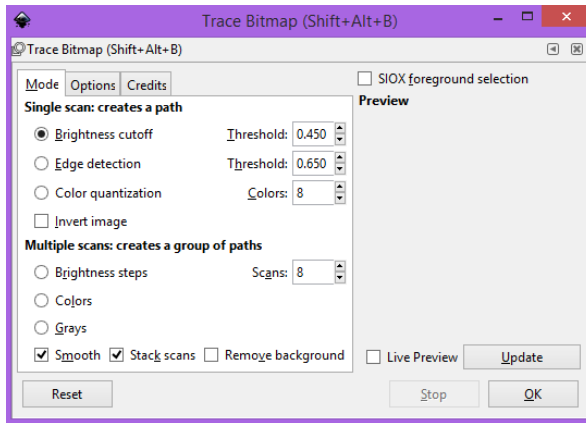 Trace Bitmap (Shift+Alt+B)
Trace Bitmap (Shift+Alt+B)
Mode Options Credits
SIOX foreground selection
Single scan: creates a path
Preview
Brightness cutoff Threshold: 0.450
Edge detection Threshold: 0.650
Color quantization Colors: 8
Invert image
Multiple scans: creates a group of paths
Brightness steps Scans: 8
Colors
Grays
Smooth Stack scans Remove background
Live Preview Update
Reset Stop OK